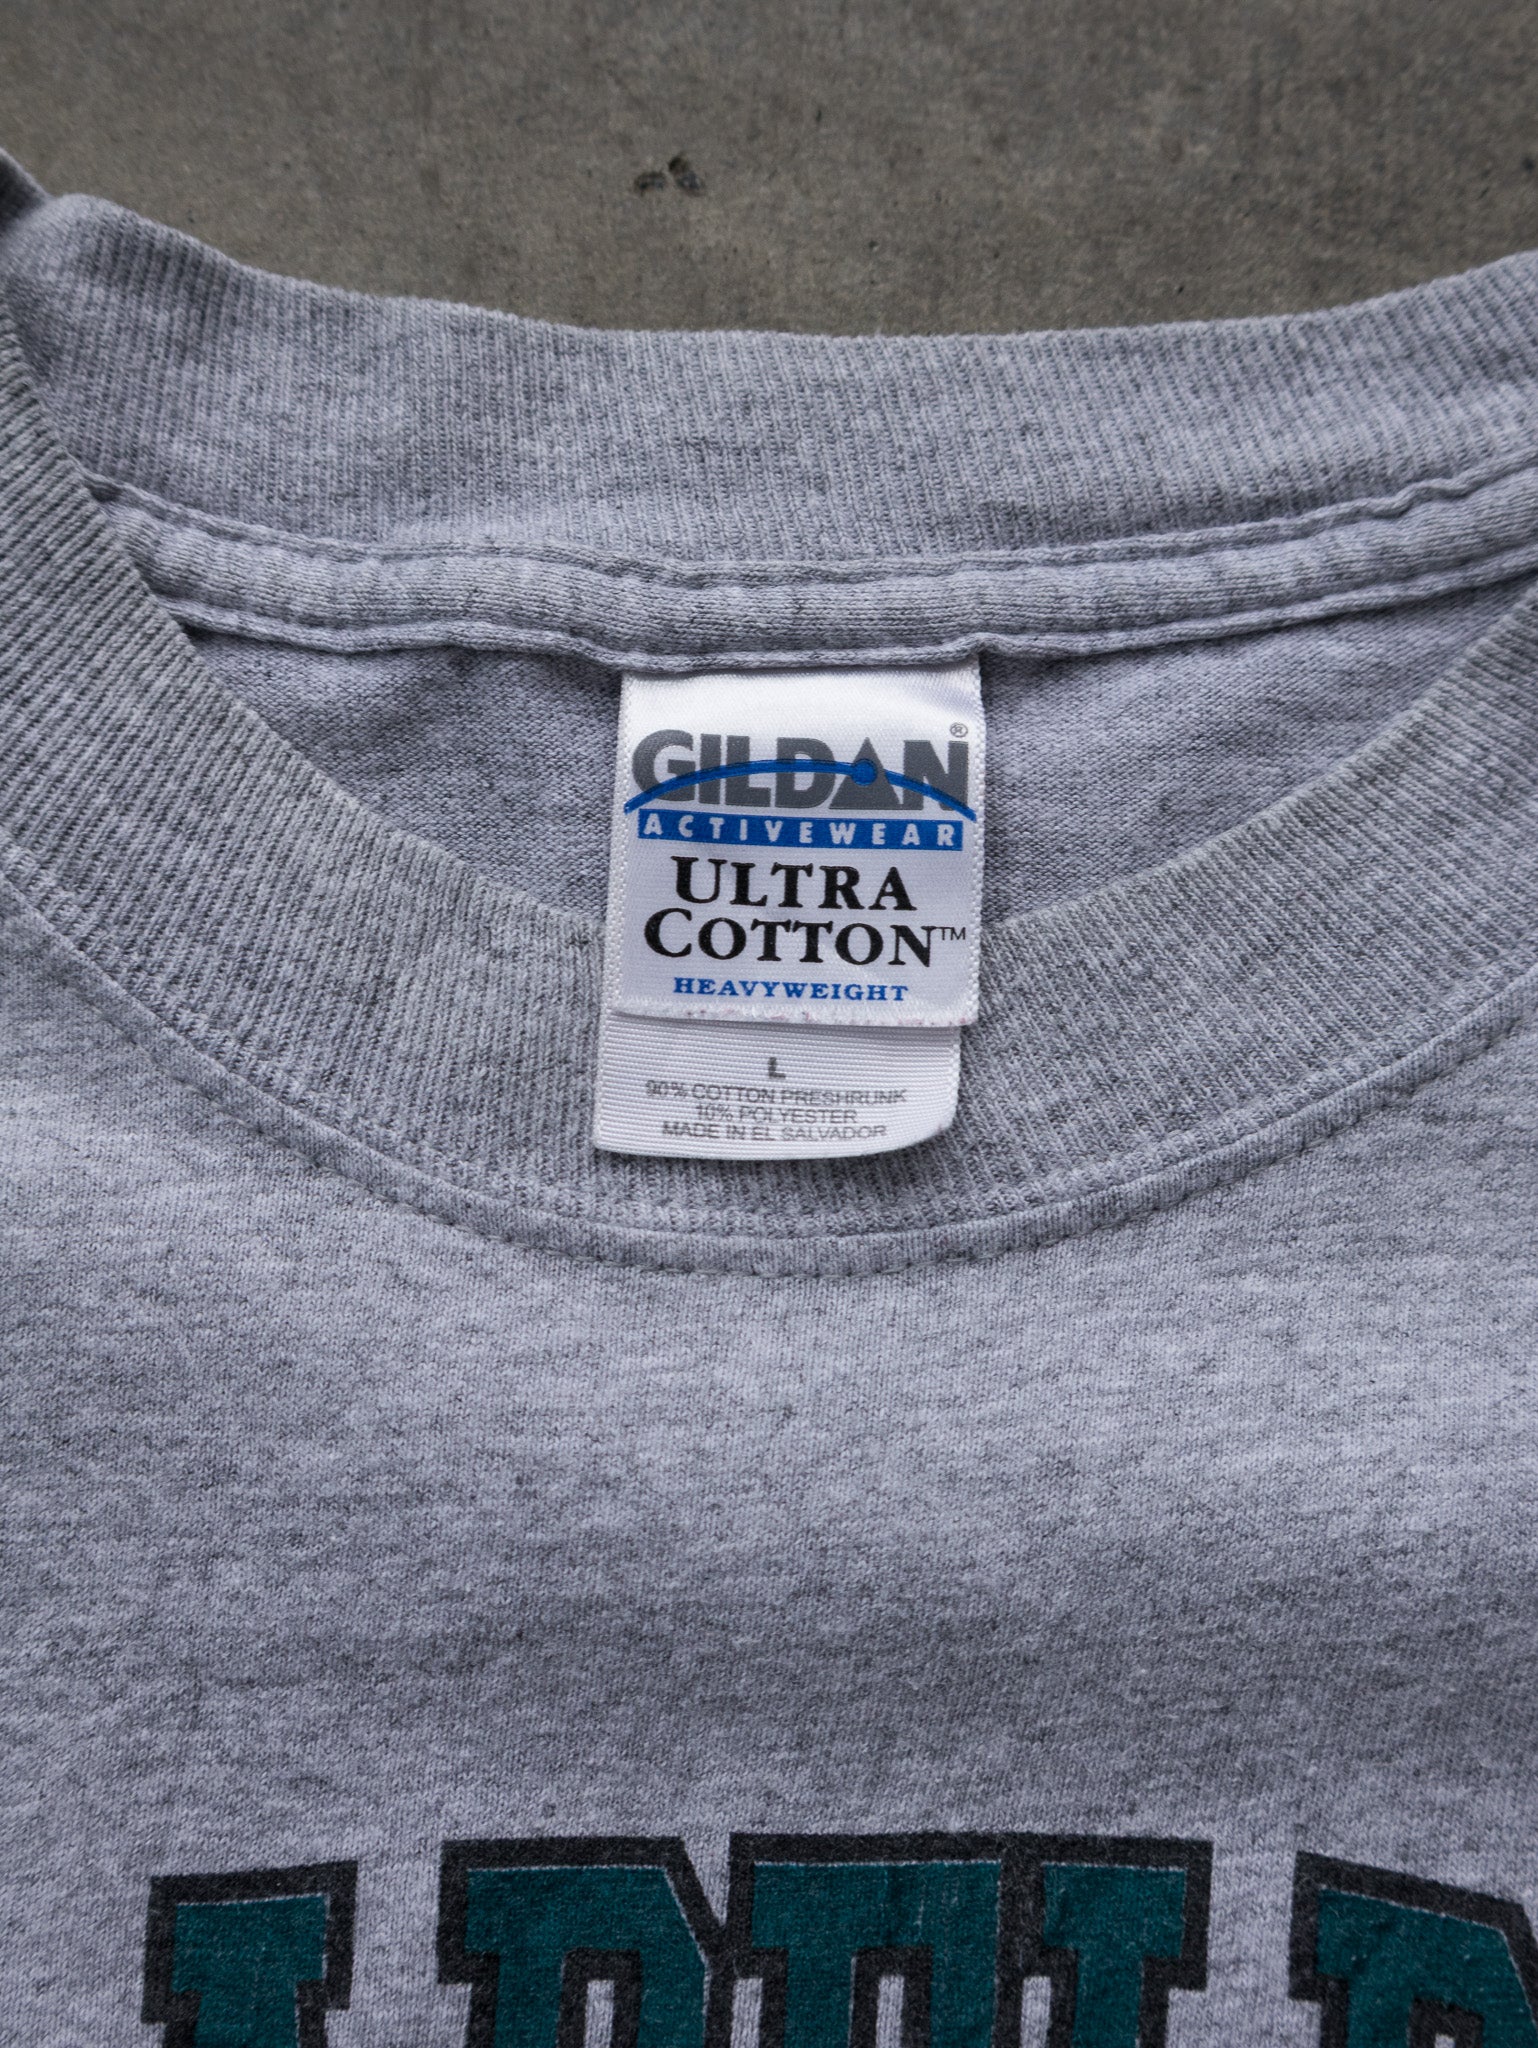 GILDAN®
ACTIVEWEAR
ULTRA
COTTON™
HEAVYWEIGHT
L
90% COTTON PRESHRUNK
10% POLYESTER
MADE IN EL SALVADOR